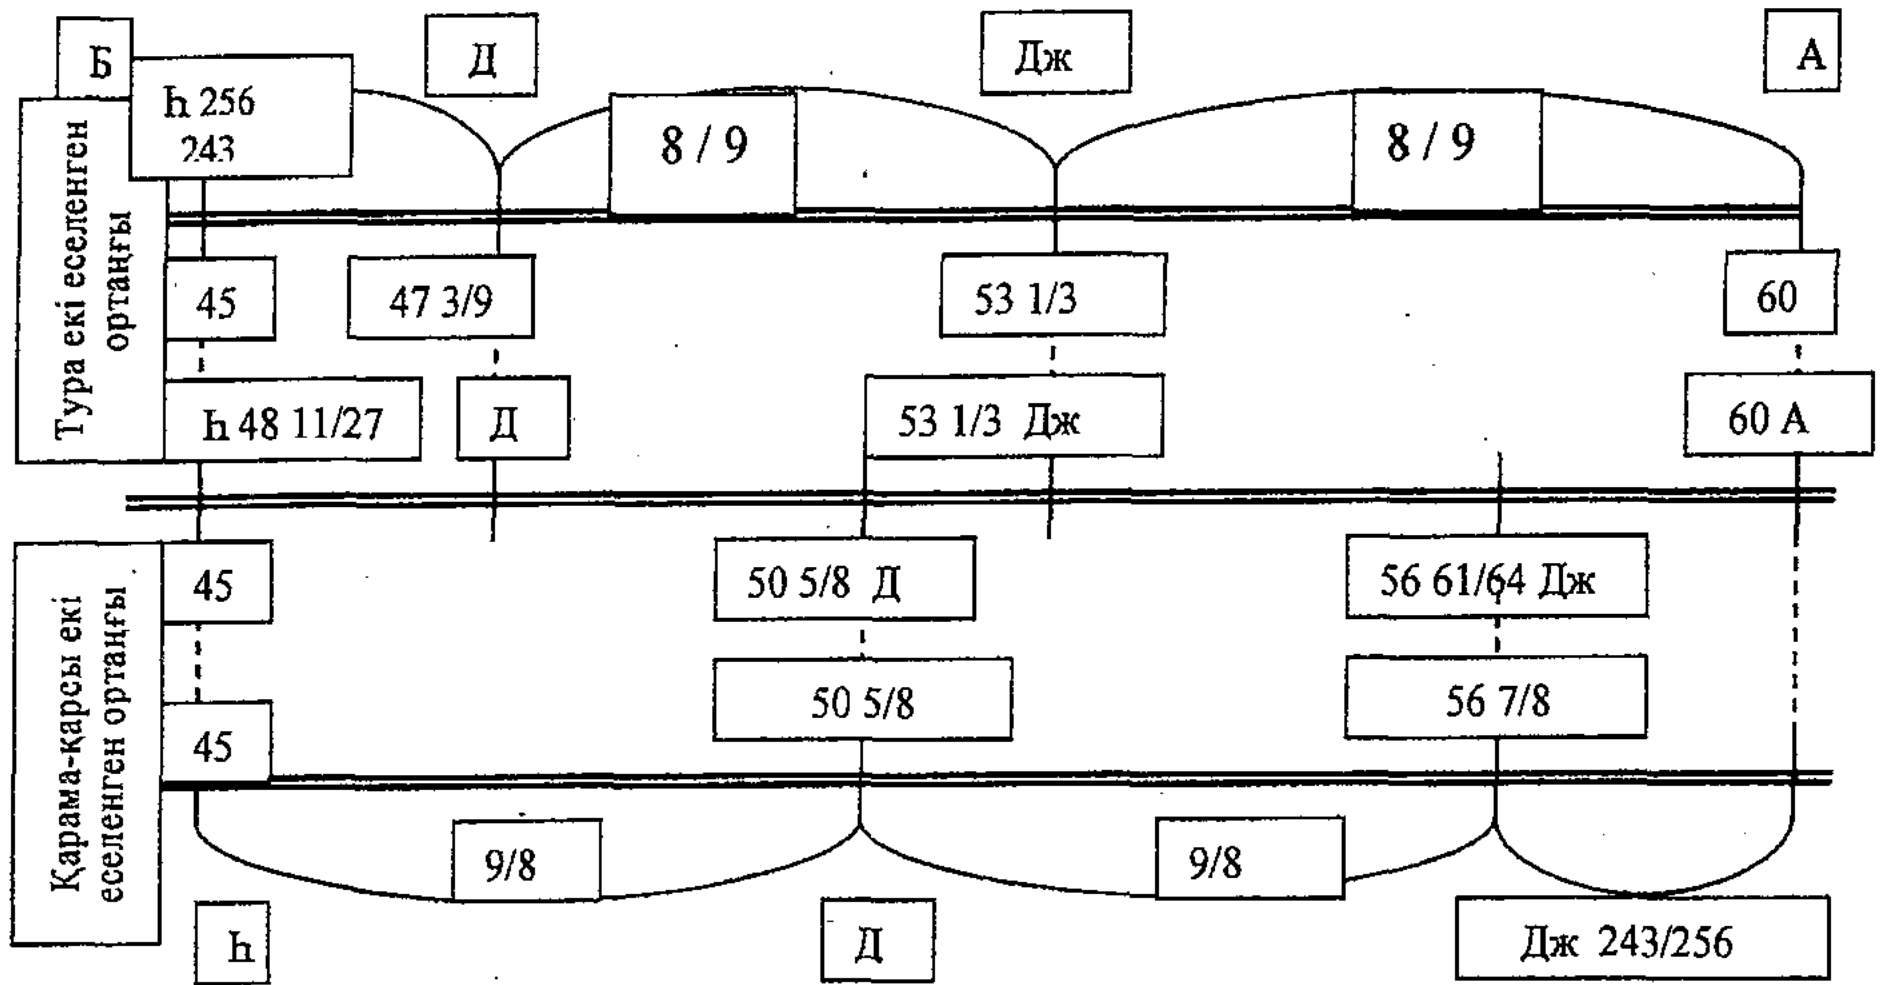 Б
Д
Дж
А
һ 256
243
8 / 9
8 / 9
Тура екі еселенген
ортаңғы
45
47 3/9
53 1/3
60
һ 48 11/27
Д
53 1/3 Дж
60 А
Қарама-қарсы екі
еселенген ортаңғы
45
50 5/8 Д
56 61/64 Дж
45
50 5/8
56 7/8
9/8
9/8
һ
Д
Дж 243/256